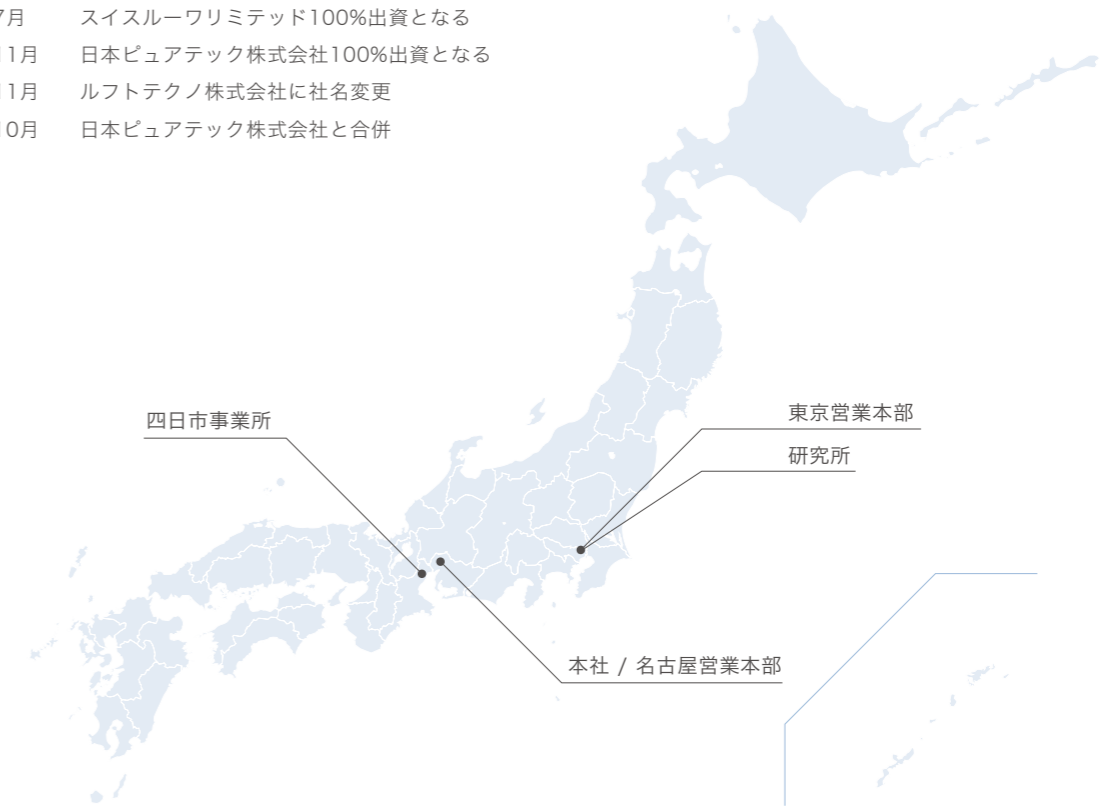 7月 スイスルーワリミテッド100%出資となる
1月 日本ピュアテック株式会社100%出資となる
1月 ルフトテクノ株式会社に社名変更
0月 日本ピュアテック株式会社と合併
四日市事業所
東京営業本部
研究所
本社 / 名古屋営業本部